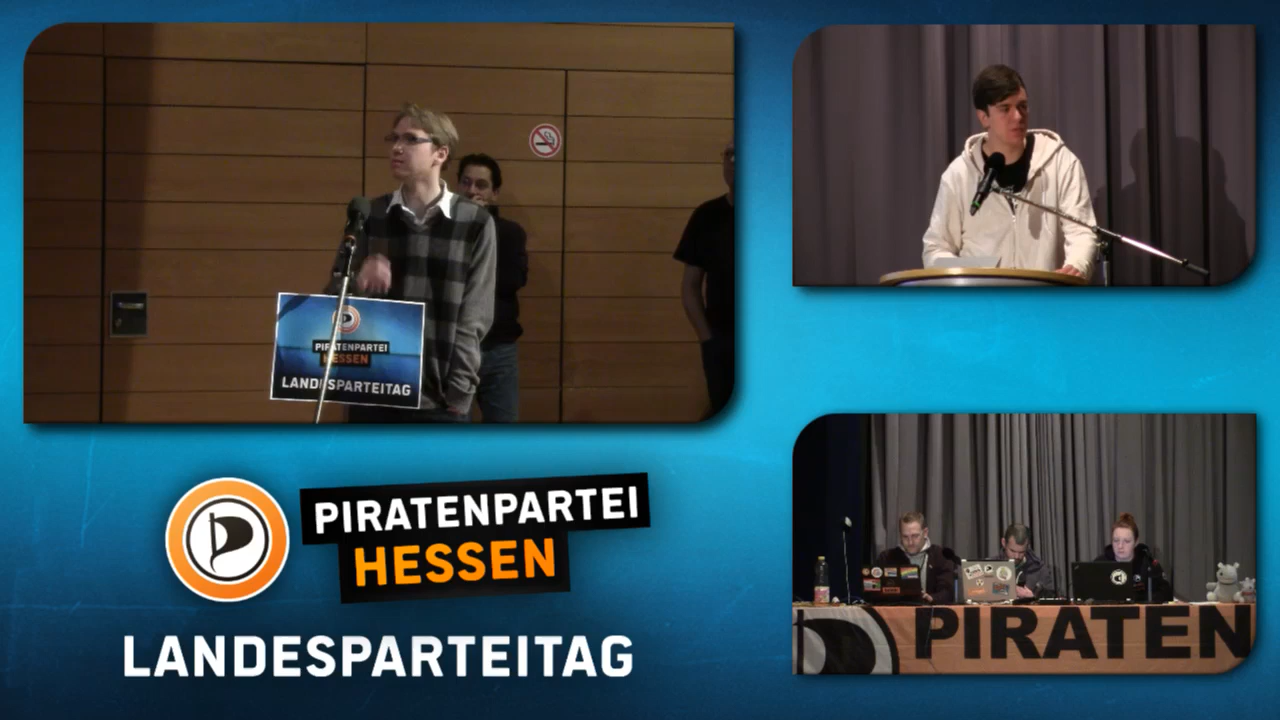 PIRATENPARTEI
HESSEN
LANDESPARTEITAG
PIRATENPARTEI
HESSEN
LANDESPARTEITAG
PIRATEN